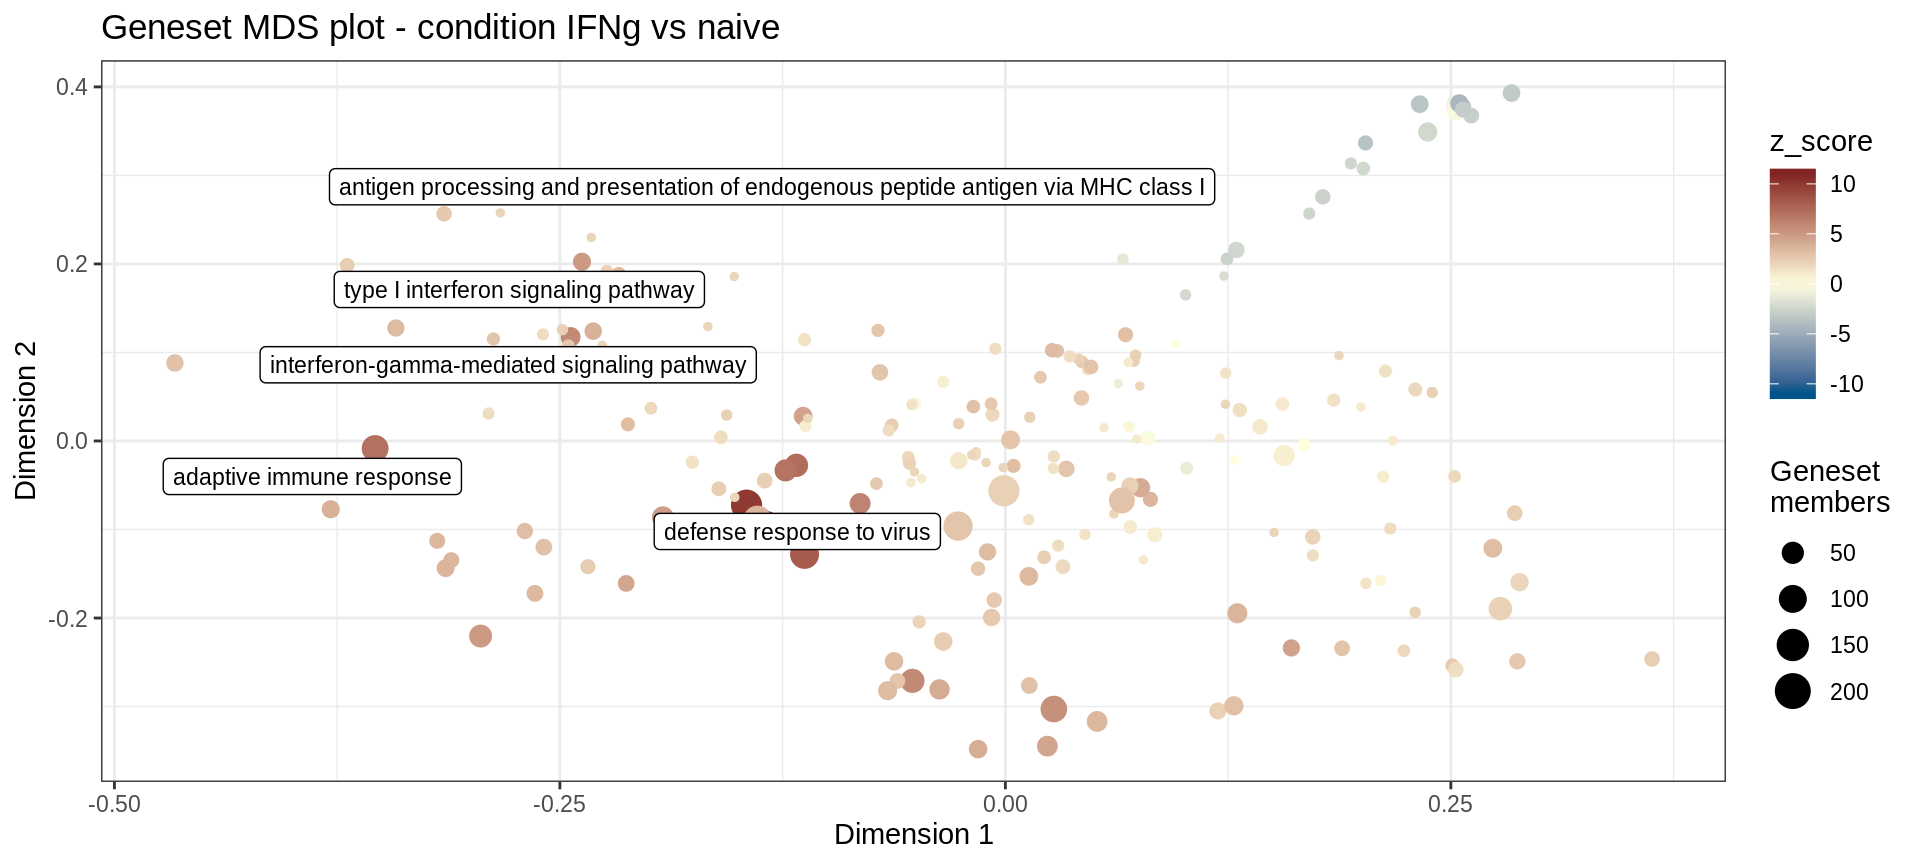 Geneset MDS plot - condition IFNg vs naive
Dimension 2
0.4
0.2
0.0
-0.2
antigen processing and presentation of endogenous peptide antigen via MHC class I
type I interferon signaling pathway
interferon-gamma-mediated signaling pathway
adaptive immune response
defense response to virus
-0.50
-0.25
0.00
0.25
Dimension 1
z_score
10
5
0
-5
-10
Geneset
members
50
100
150
200